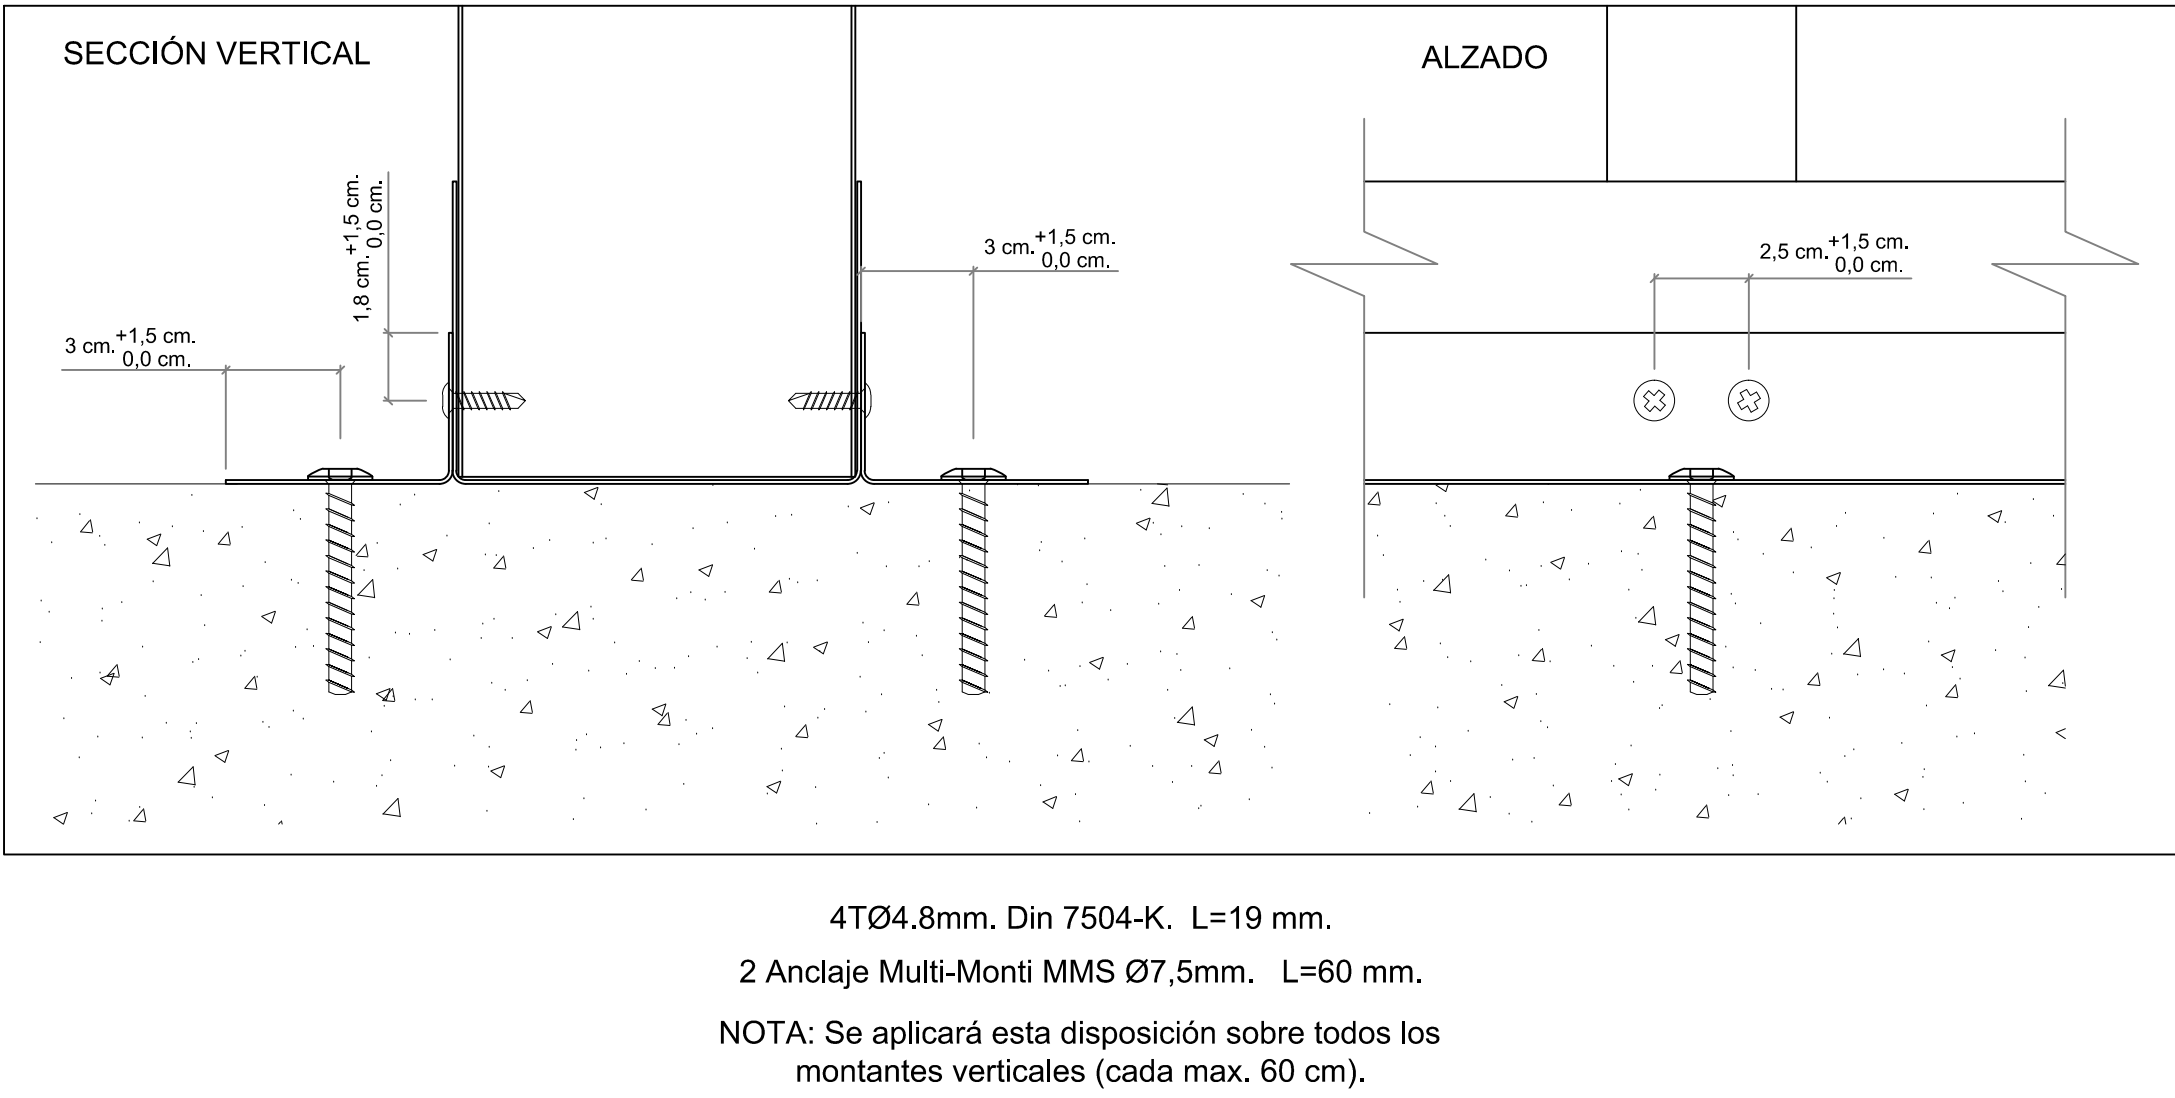 SECCIÓN VERTICAL
ALZADO
1,8 cm. +1,5 cm.
0,0 cm.
3 cm. +1,5 cm.
0,0 cm.
3 cm. +1,5 cm.
0,0 cm.
2,5 cm. +1,5 cm.
0,0 cm.
4TØ4.8mm. Din 7504-K. L=19 mm.
2 Anclaje Multi-Monti MMS Ø7,5mm. L=60 mm.
NOTA: Se aplicará esta disposición sobre todos los
montantes verticales (cada max. 60 cm).